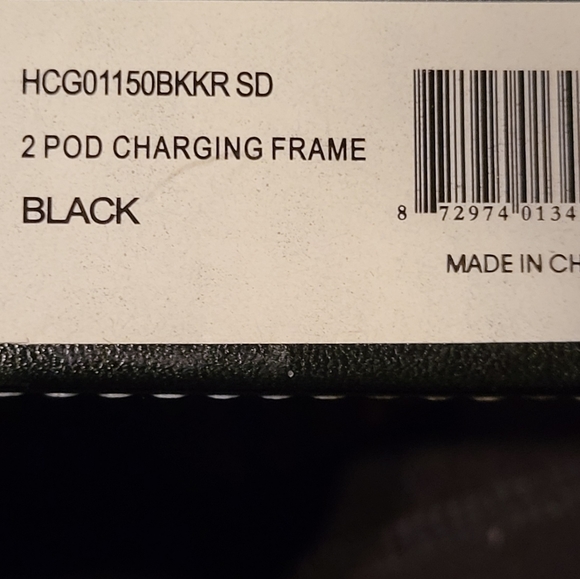 HCG01150BKKR SD
2 POD CHARGING FRAME
BLACK
8 72974 0134
MADE IN CH